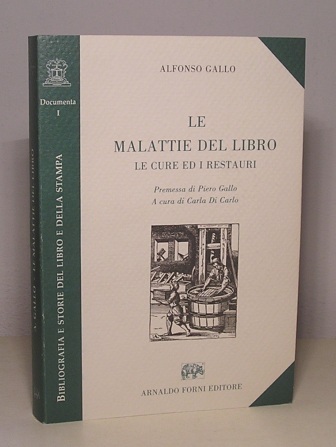 ALFONSO GALLO
LE
MALATTIE DEL LIBRO
LE CURE ED I RESTAURI
Premessa di Piero Gallo
A cura di Carla Di Carlo
ARNALDO FORNI EDITORE
Documenta
I
BIBLIOGRAFIA E STORIE DEL LIBRO E DELLA STAMPA
A. GALLO - LE MALATTIE DEL LIBRO